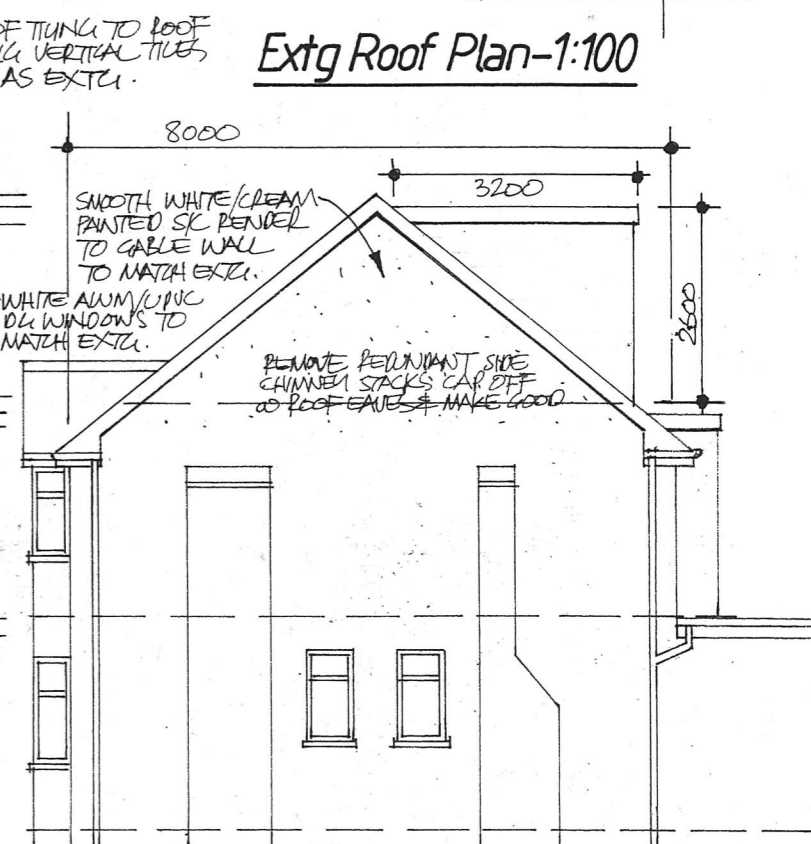 OF TILING TO ROOF
VERTICAL TILES
AS EXTG.
Extg Roof Plan-1:100
8000
3200
SMOOTH WHITE/CREAM
PAINTED S/C RENDER
TO GABLE WALL
TO MATCH EXTG.
WHITE ALUM/UPVC
DG WINDOWS TO
MATCH EXTG.
2600
REMOVE REDUNDANT SIDE
CHIMNEY STACKS CAP OFF
@ ROOF EAVES & MAKE GOOD